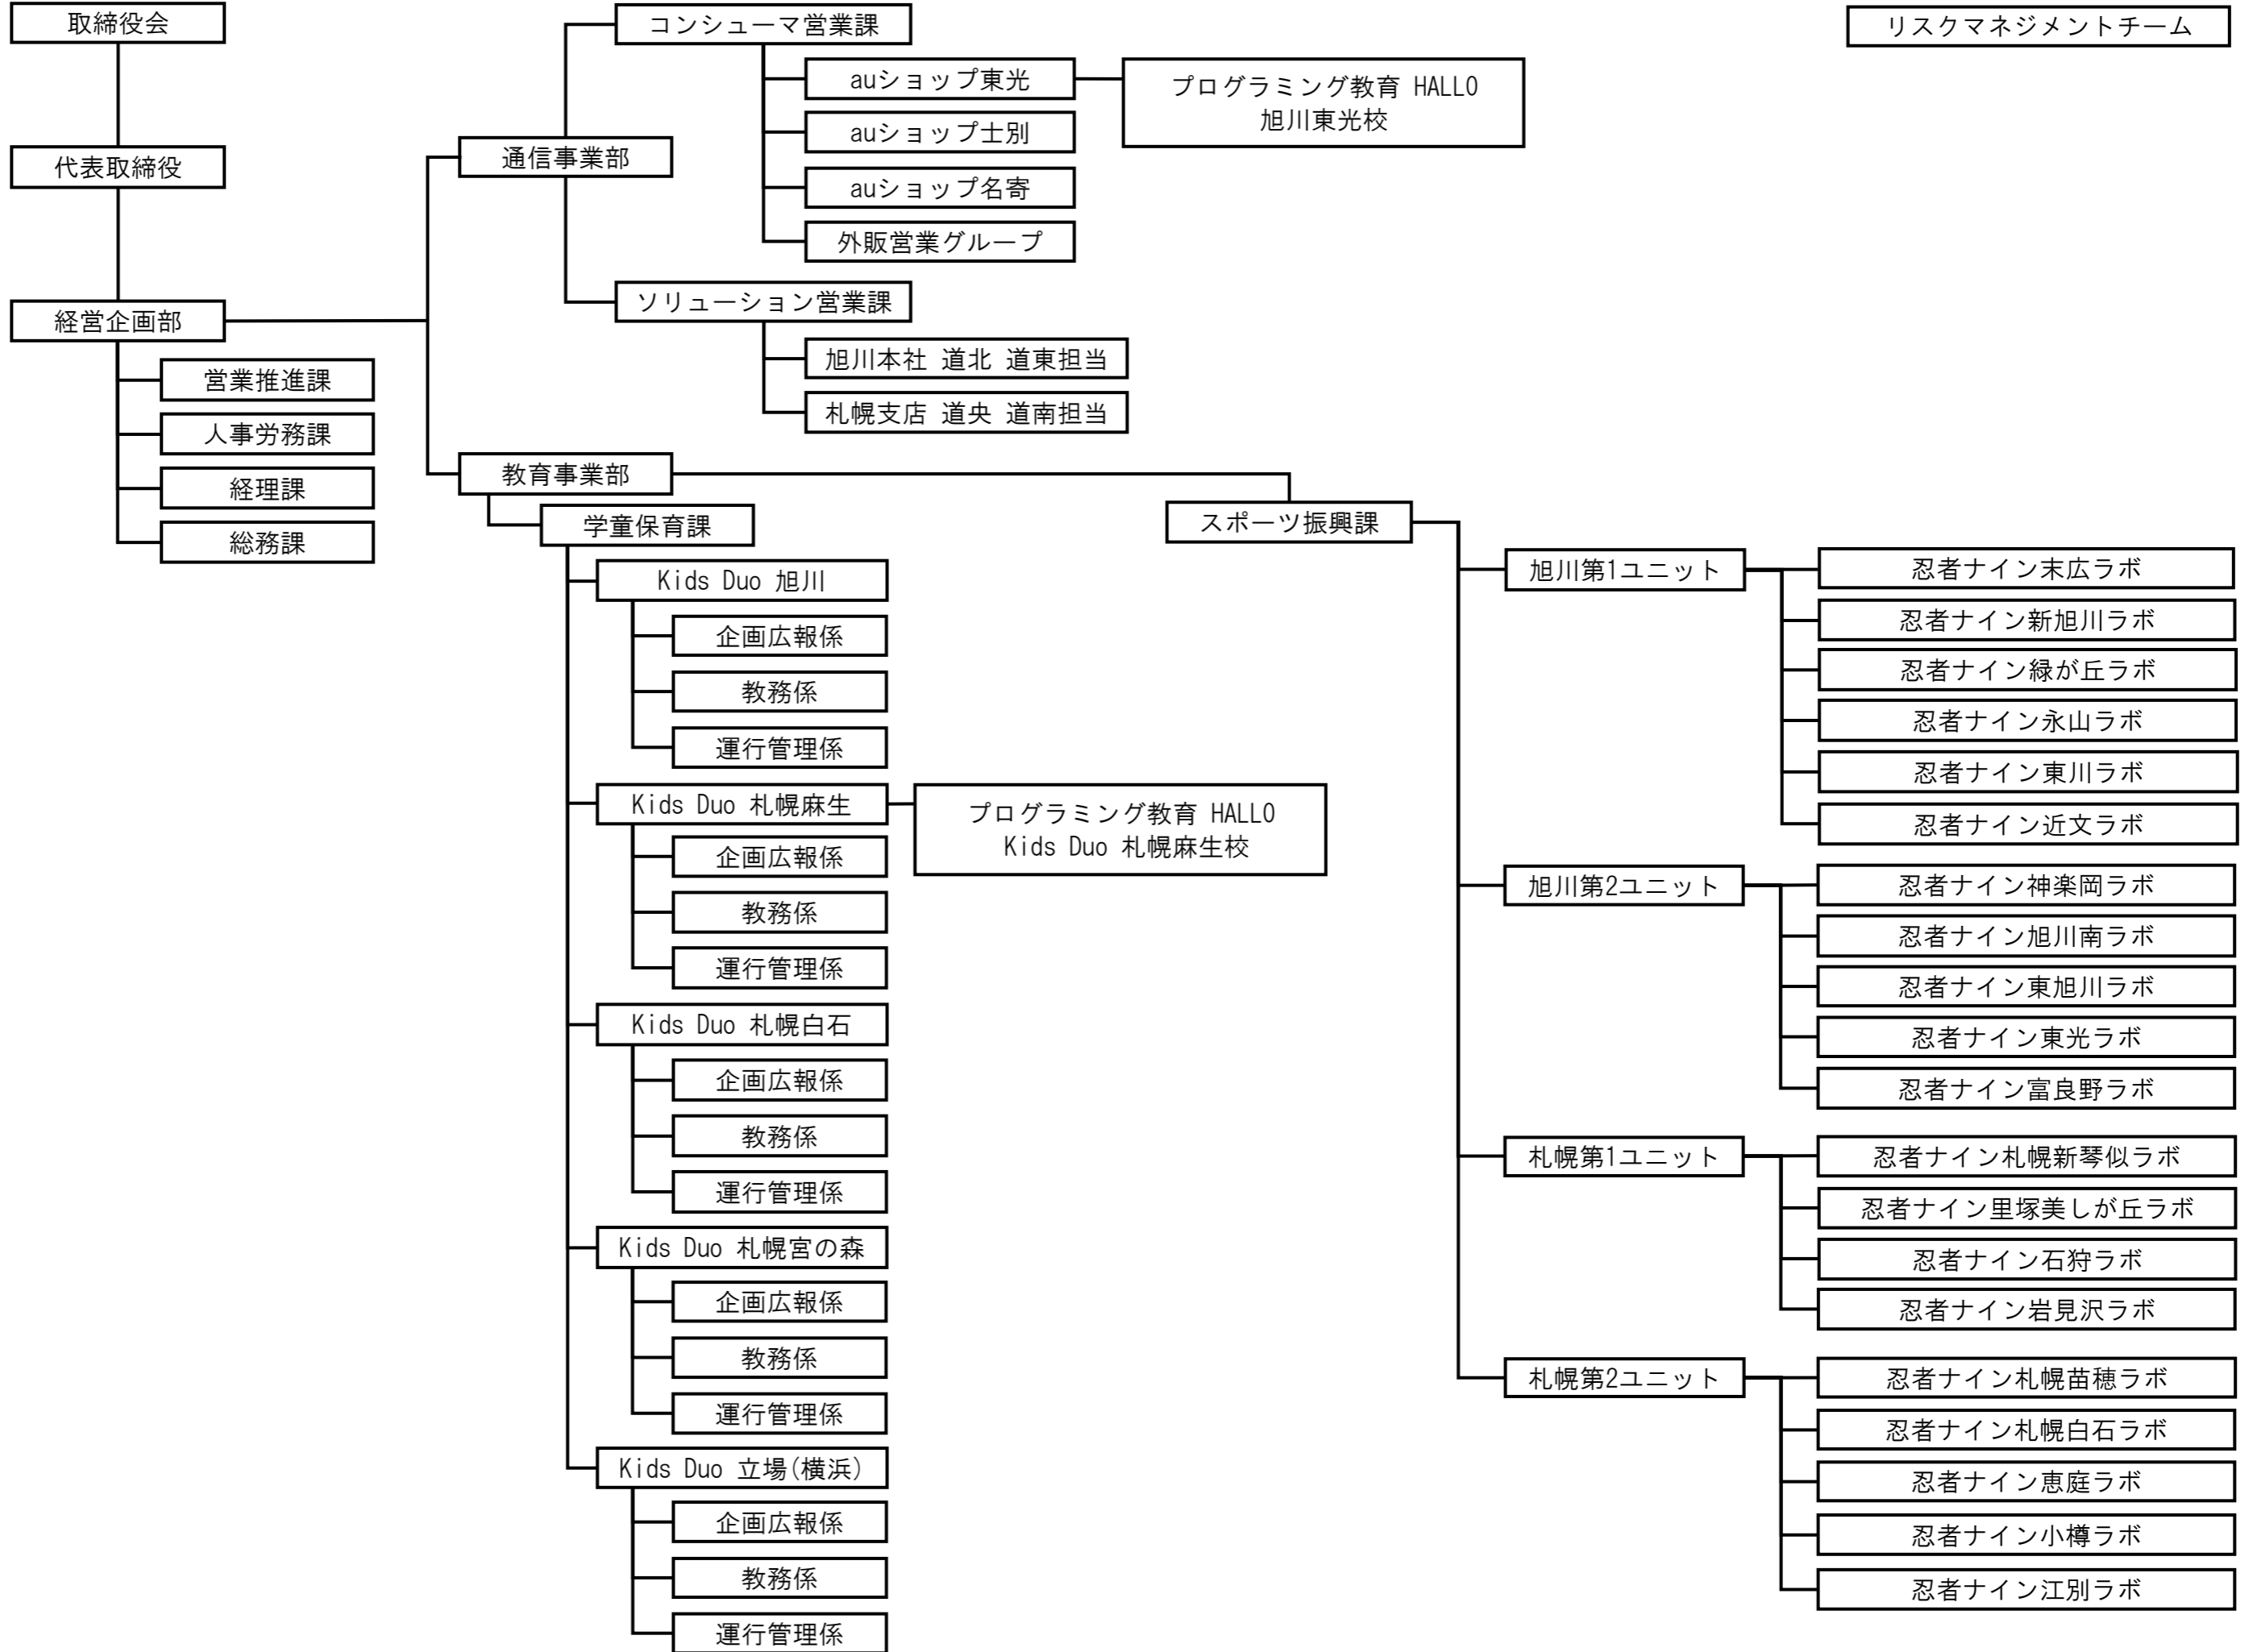 取締役会
代表取締役
経営企画部
営業推進課
人事労務課
経理課
総務課
通信事業部
コンシューマ営業課
auショップ東光
プログラミング教育 HALLO
旭川東光校
auショップ士別
auショップ名寄
外販営業グループ
ソリューション営業課
旭川本社 道北 道東担当
札幌支店 道央 道南担当
教育事業部
学童保育課
Kids Duo 旭川
企画広報係
教務係
運行管理係
Kids Duo 札幌麻生
プログラミング教育 HALLO
Kids Duo 札幌麻生校
企画広報係
教務係
運行管理係
Kids Duo 札幌白石
企画広報係
教務係
運行管理係
Kids Duo 札幌宮の森
企画広報係
教務係
運行管理係
Kids Duo 立場(横浜)
企画広報係
教務係
運行管理係
スポーツ振興課
旭川第1ユニット
忍者ナイン末広ラボ
忍者ナイン新旭川ラボ
忍者ナイン緑が丘ラボ
忍者ナイン永山ラボ
忍者ナイン東川ラボ
忍者ナイン近文ラボ
旭川第2ユニット
忍者ナイン神楽岡ラボ
忍者ナイン旭川南ラボ
忍者ナイン東旭川ラボ
忍者ナイン東光ラボ
忍者ナイン富良野ラボ
札幌第1ユニット
忍者ナイン札幌新琴似ラボ
忍者ナイン里塚美しが丘ラボ
忍者ナイン石狩ラボ
忍者ナイン岩見沢ラボ
札幌第2ユニット
忍者ナイン札幌苗穂ラボ
忍者ナイン札幌白石ラボ
忍者ナイン恵庭ラボ
忍者ナイン小樽ラボ
忍者ナイン江別ラボ
リスクマネジメントチーム